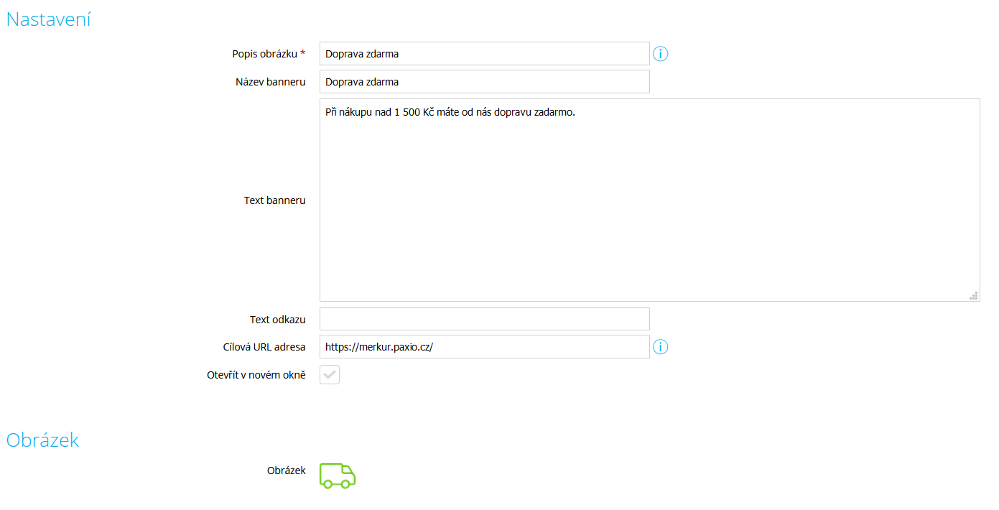 Nastavení
Popis obrázku * Doprava zdarma
Název banneru Doprava zdarma
Při nákupu nad 1 500 Kč máte od nás dopravu zadarmo.
Text banneru
Text odkazu
Cílová URL adresa https://merkur.paxio.cz/
Otevřít v novém okně
Obrázek
Obrázek